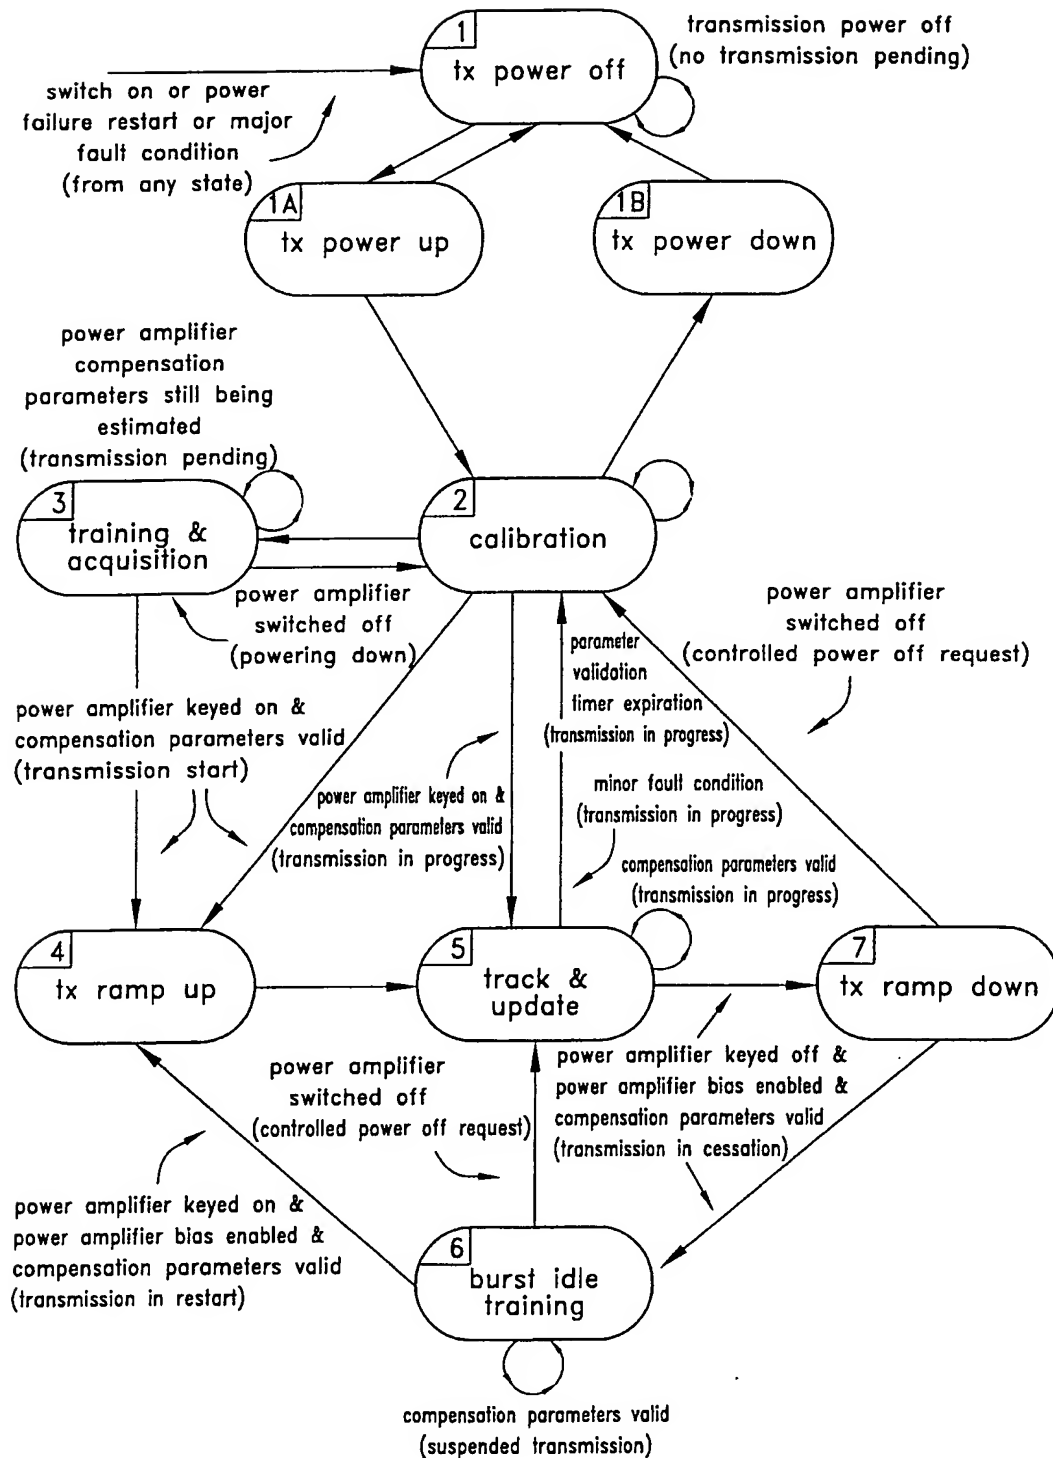 1
tx power off
transmission power off
(no transmission pending)
switch on or power
failure restart or major
fault condition
(from any state)
1A
tx power up
1B
tx power down
power amplifier
compensation
parameters still being
estimated
(transmission pending)
3
training &
acquisition
2
calibration
power amplifier
switched off
(powering down)
power amplifier
switched off
(controlled power off request)
parameter
validation
timer expiration
(transmission in progress)
power amplifier keyed on &
compensation parameters valid
(transmission start)
power amplifier keyed on &
compensation parameters valid
(transmission in progress)
minor fault condition
(transmission in progress)
compensation parameters valid
(transmission in progress)
4
tx ramp up
5
track &
update
7
tx ramp down
power amplifier
switched off
(controlled power off request)
power amplifier keyed off &
power amplifier bias enabled &
compensation parameters valid
(transmission in cessation)
power amplifier keyed on &
power amplifier bias enabled &
compensation parameters valid
(transmission in restart)
6
burst idle
training
compensation parameters valid
(suspended transmission)